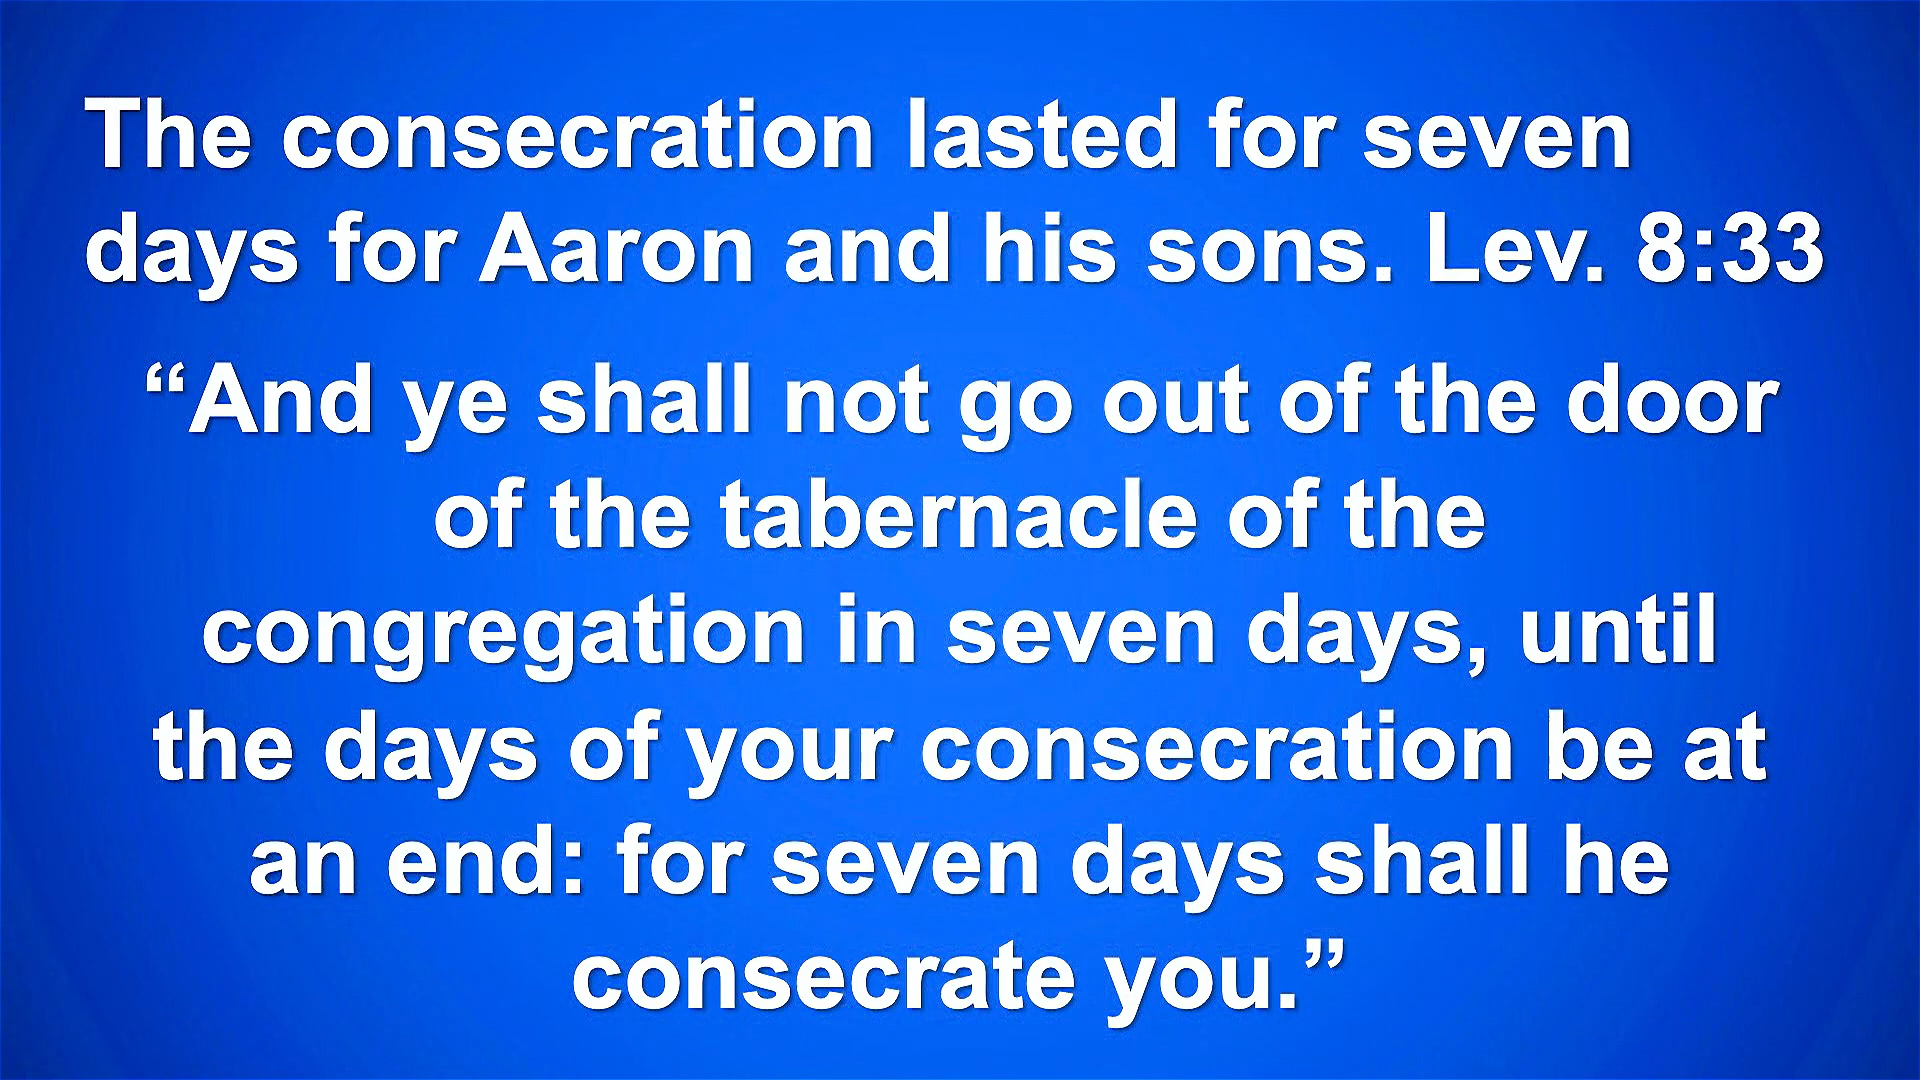 The consecration lasted for seven
days for Aaron and his sons. Lev. 8:33
“And ye shall not go out of the door
of the tabernacle of the
congregation in seven days, until
the days of your consecration be at
an end: for seven days shall he
consecrate you.”